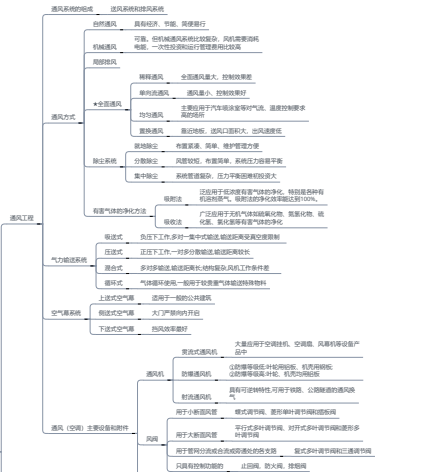 通风系统的组成 送风系统和排风系统
自然通风 具有经济、节能、简便易行
机械通风 可靠。但机械通风系统比较复杂，风机需要消耗
电能，一次性投资和运行管理费用比较高
局部排风
通风方式
★全面通风
稀释通风 全面通风量大，控制效果差
单向流通风 通风量小、控制效果好
均匀通风 主要应用于汽车喷涂室等对气流、温度控制要求
高的场所
置换通风 靠近地板，送风口面积大，出风速度低
除尘系统
就地除尘 布置紧凑、简单、维护管理方便
分散除尘 风管较短，布置简单，系统压力容易平衡
集中除尘 系统管道复杂，压力平衡困难初投资大
有害气体的净化方法
吸附法 泛应用于低浓度有害气体的净化，特别是各种有
机溶剂蒸气。吸附法的净化效率能达到100%。
吸收法 广泛应用于无机气体如硫氧化物、氮氢化物、硫
化氢、氯化氢等有害气体的净化
通风工程
气力输送系统
吸送式 负压下工作,多对一集中式输送,输送距离受真空度限制
压送式 正压下工作,一对多分散输送,输送距离较长
混合式 多对多输送,输送距离长;结构复杂,风机工作条件差
循环式 气体循环使用,一般用于较贵重气体输送特殊物料
空气幕系统
上送式空气幕 适用于一般的公共建筑
侧送式空气幕 大门严禁向内开启
下送式空气幕 挡风效率最好
通风（空调）主要设备和附件
通风机
贯流式通风机 大量应用于空调挂机、空调扇、风幕机等设备产
品中
防爆通风机 ①防爆等级低:叶轮用铝板、机壳用钢板;
②防爆等级高:叶轮、机壳均用铝板
射流通风机 具有可逆转特性,可用于铁路、公路隧道的通风换
气
风阀
用于小断面风管 蝶式调节阀、菱形单叶调节阀和插板阀
用于大断面风管 平行式多叶调节阀、对开式多叶调节阀和菱形多
叶调节阀
用于管网分流或合流或旁通处的各支路 复式多叶调节阀和三通调节阀
只具有控制功能的 止回阀，防火阀，排烟阀